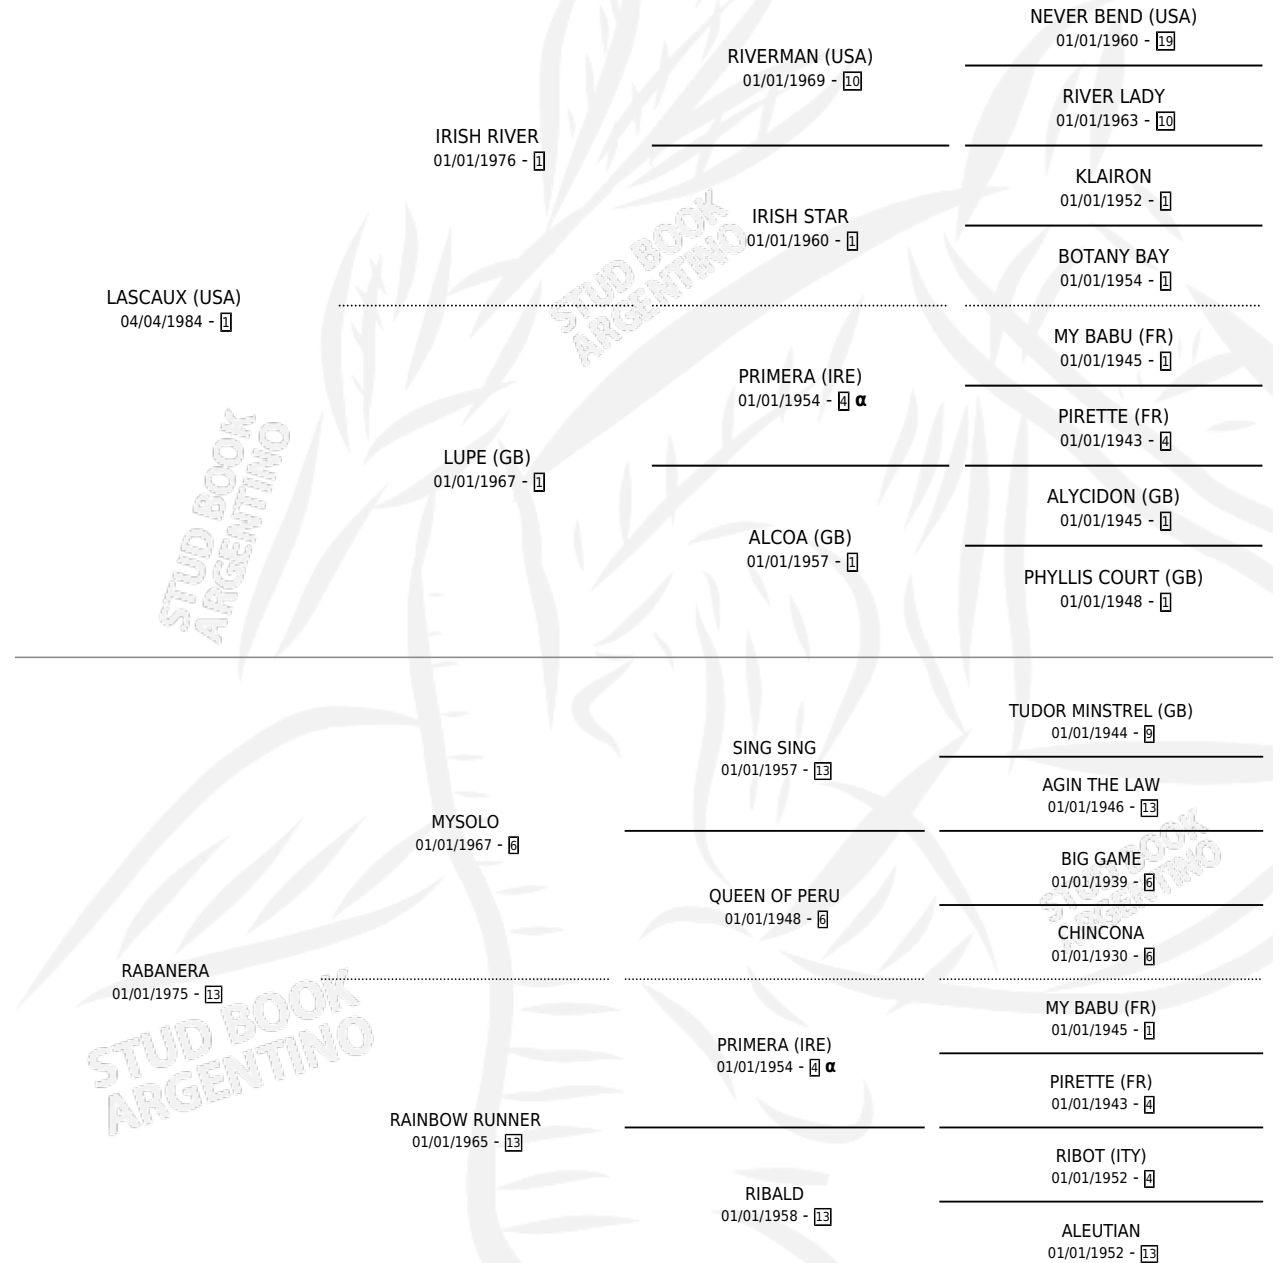 NEVER BEND (USA)
01/01/1960 - 19
RIVERMAN (USA)
01/01/1969 - 10
RIVER LADY
01/01/1963 - 10
IRISH RIVER
01/01/1976 - 1
KLAIRON
01/01/1952 - 1
IRISH STAR
01/01/1960 - 1
BOTANY BAY
01/01/1954 - 1
LASCAUX (USA)
04/04/1984 - 1
MY BABU (FR)
01/01/1945 - 1
PRIMERA (IRE)
01/01/1954 - 4 α
PIRETTE (FR)
01/01/1943 - 4
LUPE (GB)
01/01/1967 - 1
ALYCIDON (GB)
01/01/1945 - 1
ALCOA (GB)
01/01/1957 - 1
PHYLLIS COURT (GB)
01/01/1948 - 1
TUDOR MINSTREL (GB)
01/01/1944 - 9
SING SING
01/01/1957 - 13
AGIN THE LAW
01/01/1946 - 13
MYSOLO
01/01/1967 - 6
BIG GAME
01/01/1939 - 6
QUEEN OF PERU
01/01/1948 - 6
CHINCONA
01/01/1930 - 6
RABANERA
01/01/1975 - 13
MY BABU (FR)
01/01/1945 - 1
PRIMERA (IRE)
01/01/1954 - 4 α
PIRETTE (FR)
01/01/1943 - 4
RAINBOW RUNNER
01/01/1965 - 13
RIBOT (ITY)
01/01/1952 - 4
RIBALD
01/01/1958 - 13
ALEUTIAN
01/01/1952 - 13
STUD BOOK
ARGENTINO
STUD BOOK
ARGENTINO
STUD BOOK
ARGENTINO
STUD BOOK
ARGENTINO